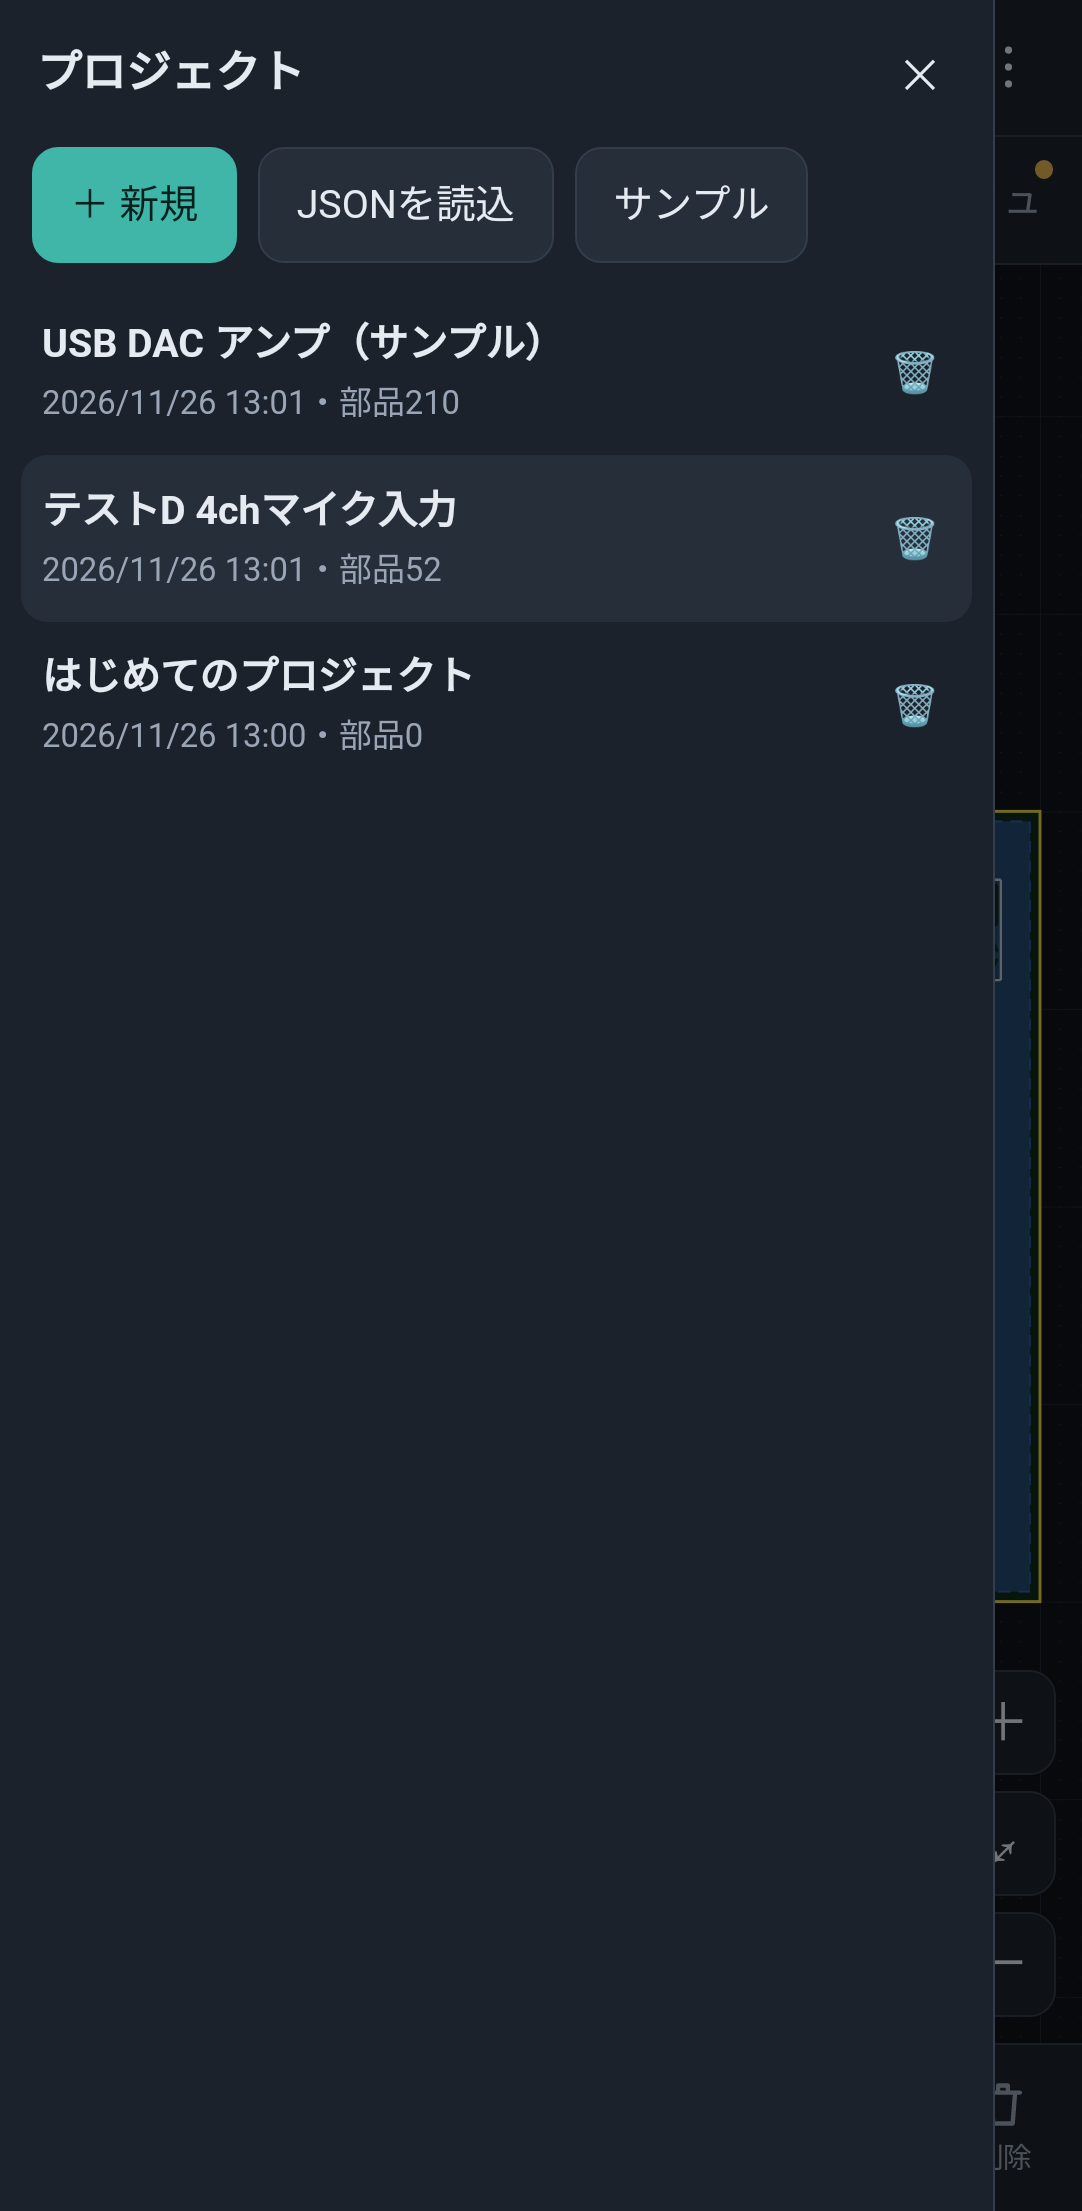 プロジェクト
＋ 新規
JSONを読込
サンプル
ュ
USB DAC アンプ（サンプル）
2026/11/26 13:01・部品210
テストD 4chマイク入力
2026/11/26 13:01・部品52
はじめてのプロジェクト
2026/11/26 13:00・部品0
除